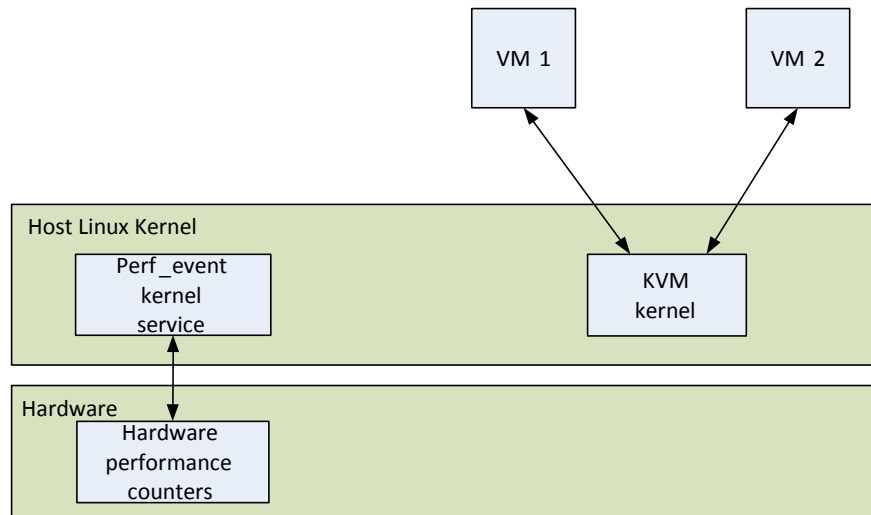 VM 1
VM 2
Host Linux Kernel
Perf_event
kernel
service
KVM
kernel
Hardware
Hardware
performance
counters